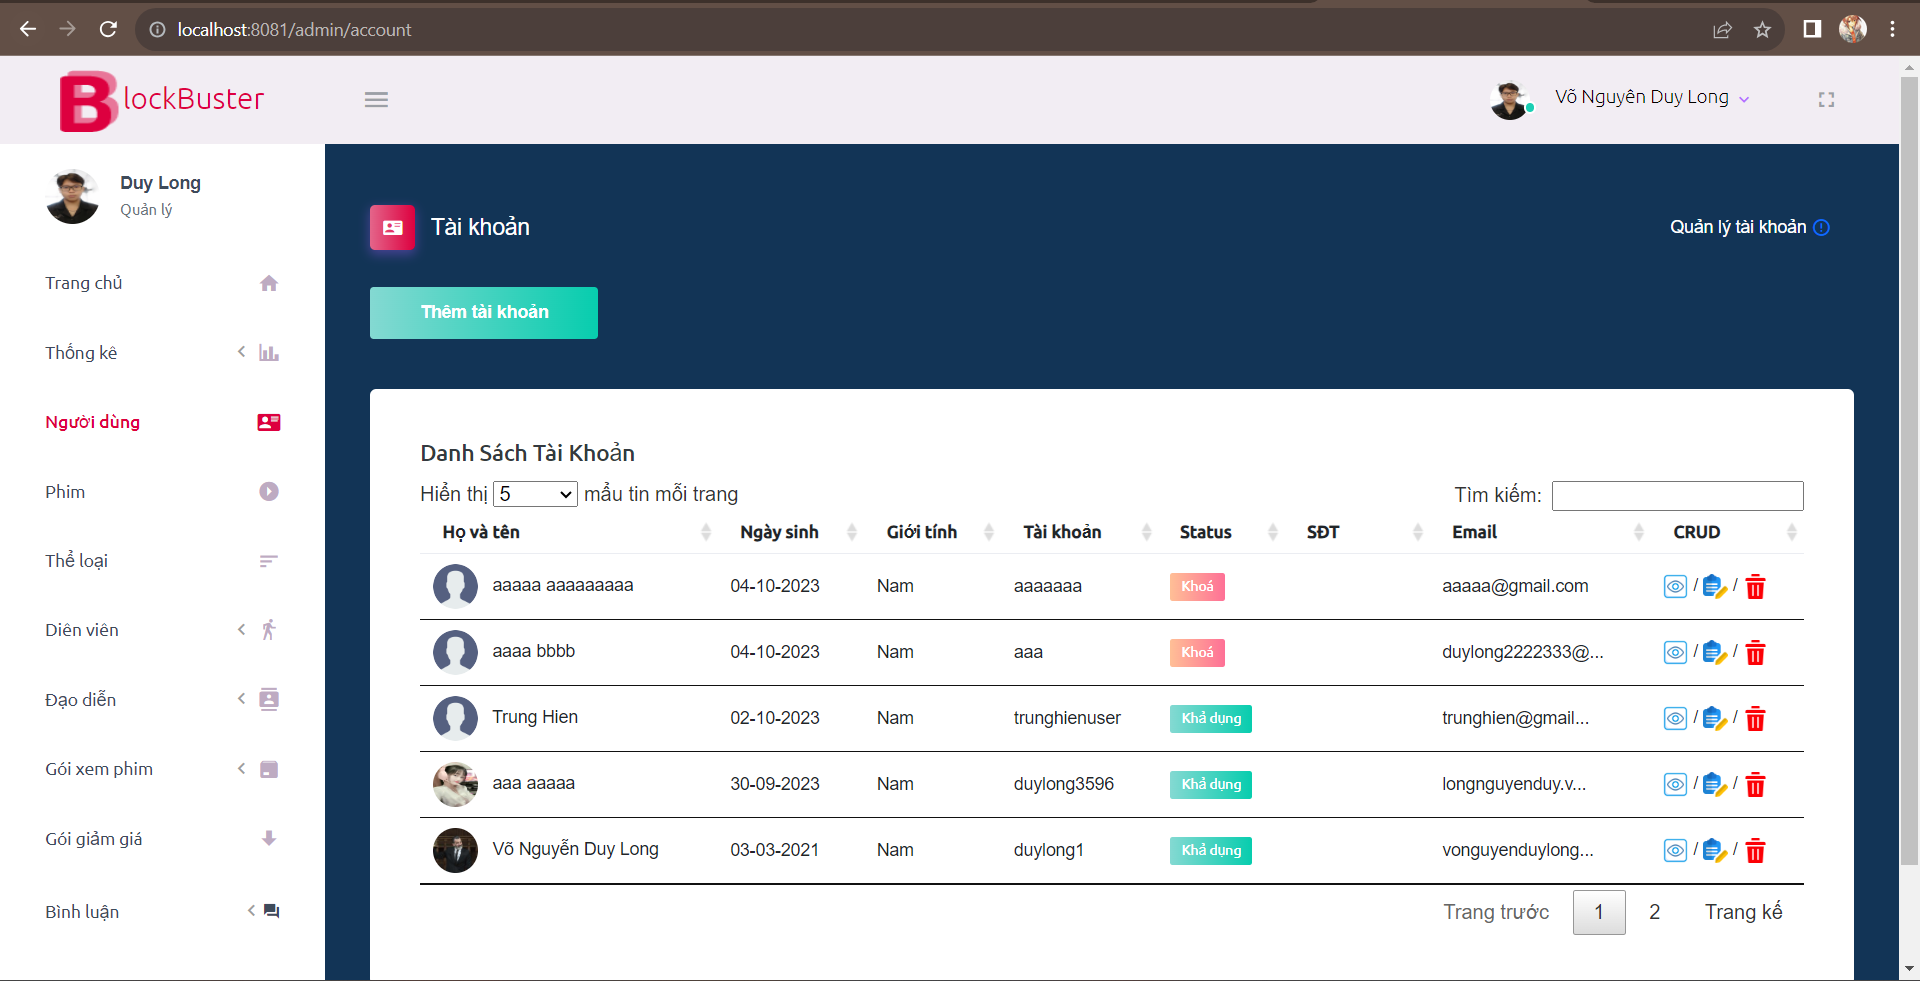 localhost:8081/admin/account
BlockBuster
Võ Nguyên Duy Long
Duy Long
Quản lý
Trang chủ
Thống kê
Người dùng
Phim
Thể loại
Diên viên
Đạo diễn
Gói xem phim
Gói giảm giá
Bình luận
Tài khoản
Quản lý tài khoản
Thêm tài khoản
Danh Sách Tài Khoản
Hiển thị 5 mẩu tin mỗi trang
Tìm kiếm:
Họ và tên Ngày sinh Giới tính Tài khoản Status SĐT Email CRUD
aaaaa aaaaaaaaa 04-10-2023 Nam aaaaaaa Khoá aaaaa@gmail.com / /
aaaa bbbb 04-10-2023 Nam aaa Khoá duylong2222333@... / /
Trung Hien 02-10-2023 Nam trunghienuser Khả dụng trunghien@gmail... / /
aaa aaaaa 30-09-2023 Nam duylong3596 Khả dụng longnguyenduy.v... / /
Võ Nguyễn Duy Long 03-03-2021 Nam duylong1 Khả dụng vonguyenduylong... / /
Trang trước 1 2 Trang kế